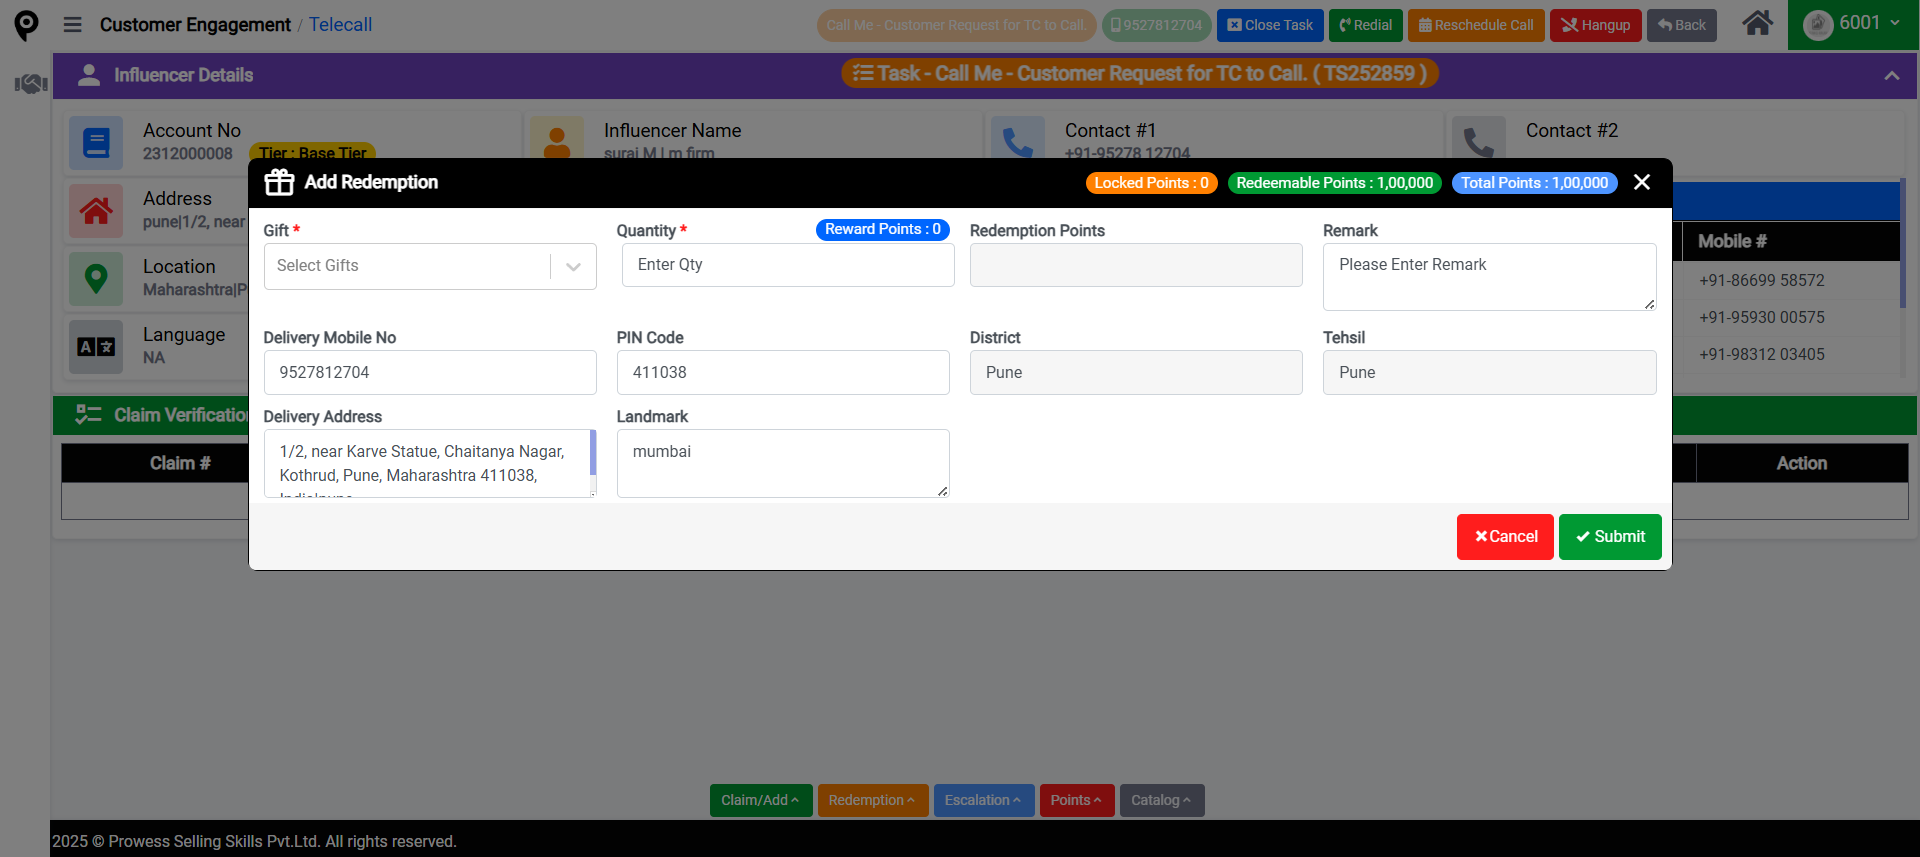 Customer Engagement / Telecall
Call Me - Customer Request for TC to Call.
9527812704
Close Task
Redial
Reschedule Call
Hangup
Back
6001
Influencer Details
Task - Call Me - Customer Request for TC to Call. ( TS252859 )
Account No
2312000008
Tier : Base Tier
Influencer Name
suraj M | m firm
Contact #1
+91-95278 12704
Contact #2
Address
pune|1/2, near
Location
Maharashtra|P
Language
NA
Mobile #
+91-86699 58572
+91-95930 00575
+91-98312 03405
Add Redemption
Locked Points : 0
Redeemable Points : 1,00,000
Total Points : 1,00,000
Gift *
Select Gifts
Quantity *
Reward Points : 0
Enter Qty
Redemption Points
Remark
Please Enter Remark
Delivery Mobile No
9527812704
PIN Code
411038
District
Pune
Tehsil
Pune
Delivery Address
1/2, near Karve Statue, Chaitanya Nagar,
Kothrud, Pune, Maharashtra 411038,
India|pune
Landmark
mumbai
Cancel
Submit
Claim Verification
Claim #
Action
Claim/Add
Redemption
Escalation
Points
Catalog
2025 © Prowess Selling Skills Pvt.Ltd. All rights reserved.